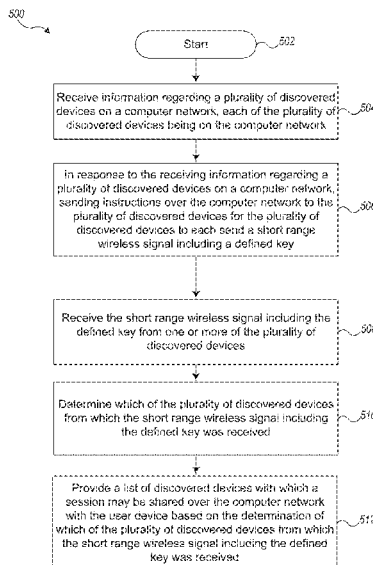 500
Start
502
Receive information regarding a plurality of discovered
devices on a computer network, each of the plurality of
discovered devices being on the computer network
504
In response to the receiving information regarding a
plurality of discovered devices on a computer network,
sending instructions over the computer network to the
plurality of discovered devices for the plurality of
discovered devices to each send a short range
wireless signal including a defined key
Receive the short range wireless signal including the
defined key from one or more of the plurality of
discovered devices
Determine which of the plurality of discovered devices
from which the short range wireless signal including
the defined key was received
Provide a list of discovered devices with which a
session may be shared over the computer network
with the user device based on the determination of
which of the plurality of discovered devices from which
the short range wireless signal including the defined
key was received